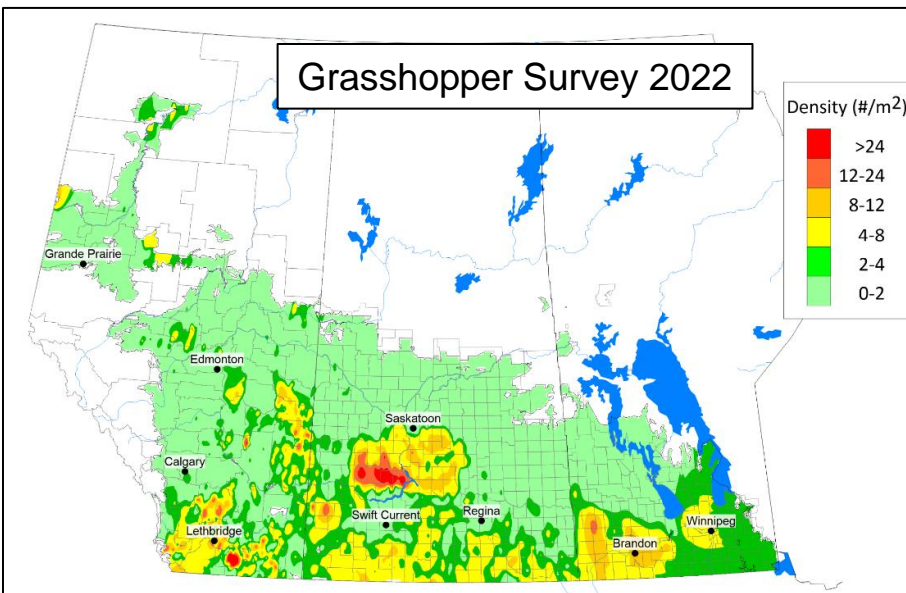 Grasshopper Survey 2022
Density (#/m2)
>24
12-24
8-12
4-8
2-4
0-2
Grande Prairie
Edmonton
Saskatoon
Calgary
Swift Current
Regina
Winnipeg
Lethbridge
Brandon